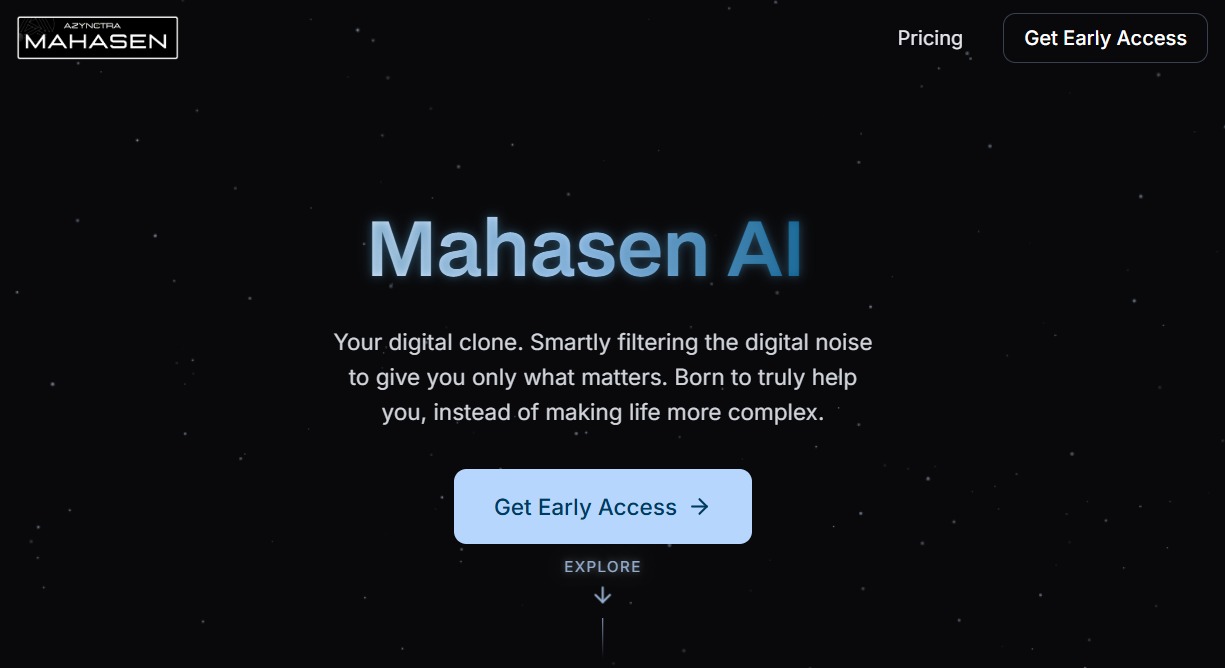 AZYNCTRA
MAHASEN
Pricing
Get Early Access
Mahasen AI
Your digital clone. Smartly filtering the digital noise
to give you only what matters. Born to truly help
you, instead of making life more complex.
Get Early Access →
EXPLORE